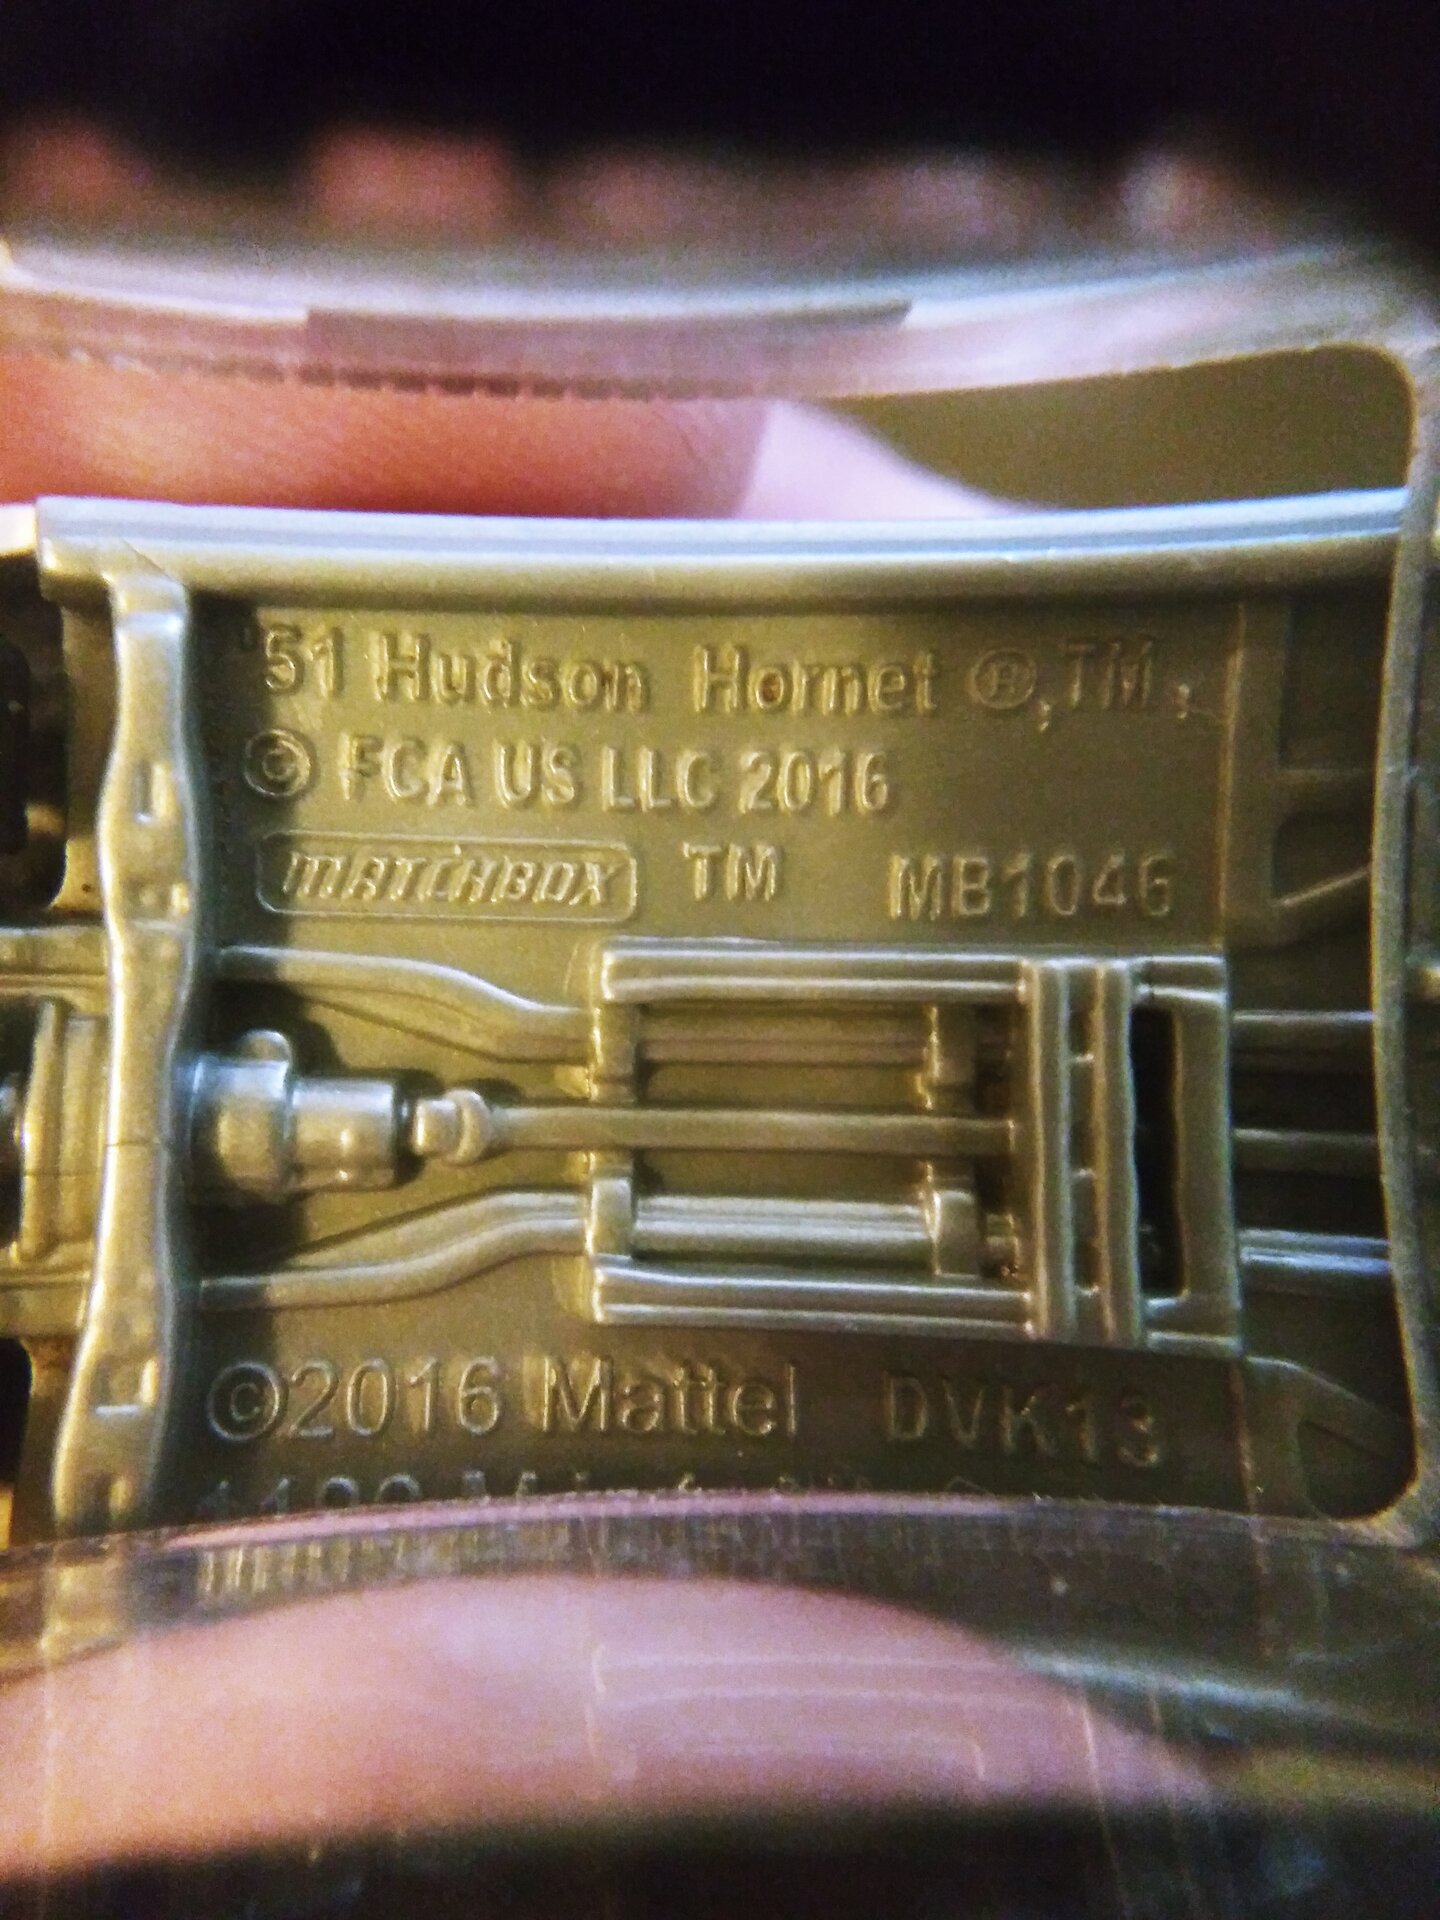 '51 Hudson Hornet ®,TM,
© FCA US LLC 2016
MATCHBOX TM MB1046
©2016 Mattel DVK13